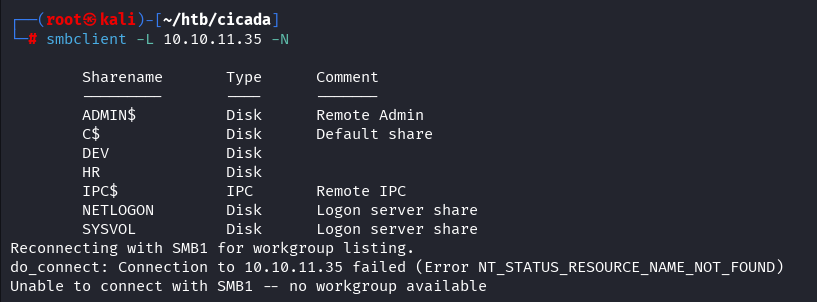 ┌──(root㉿kali)-[~/htb/cicada]
└─# smbclient -L 10.10.11.35 -N
Sharename       Type      Comment
---------       ----      -------
ADMIN$          Disk      Remote Admin
C$              Disk      Default share
DEV             Disk
HR              Disk
IPC$            IPC       Remote IPC
NETLOGON        Disk      Logon server share
SYSVOL          Disk      Logon server share
Reconnecting with SMB1 for workgroup listing.
do_connect: Connection to 10.10.11.35 failed (Error NT_STATUS_RESOURCE_NAME_NOT_FOUND)
Unable to connect with SMB1 -- no workgroup available